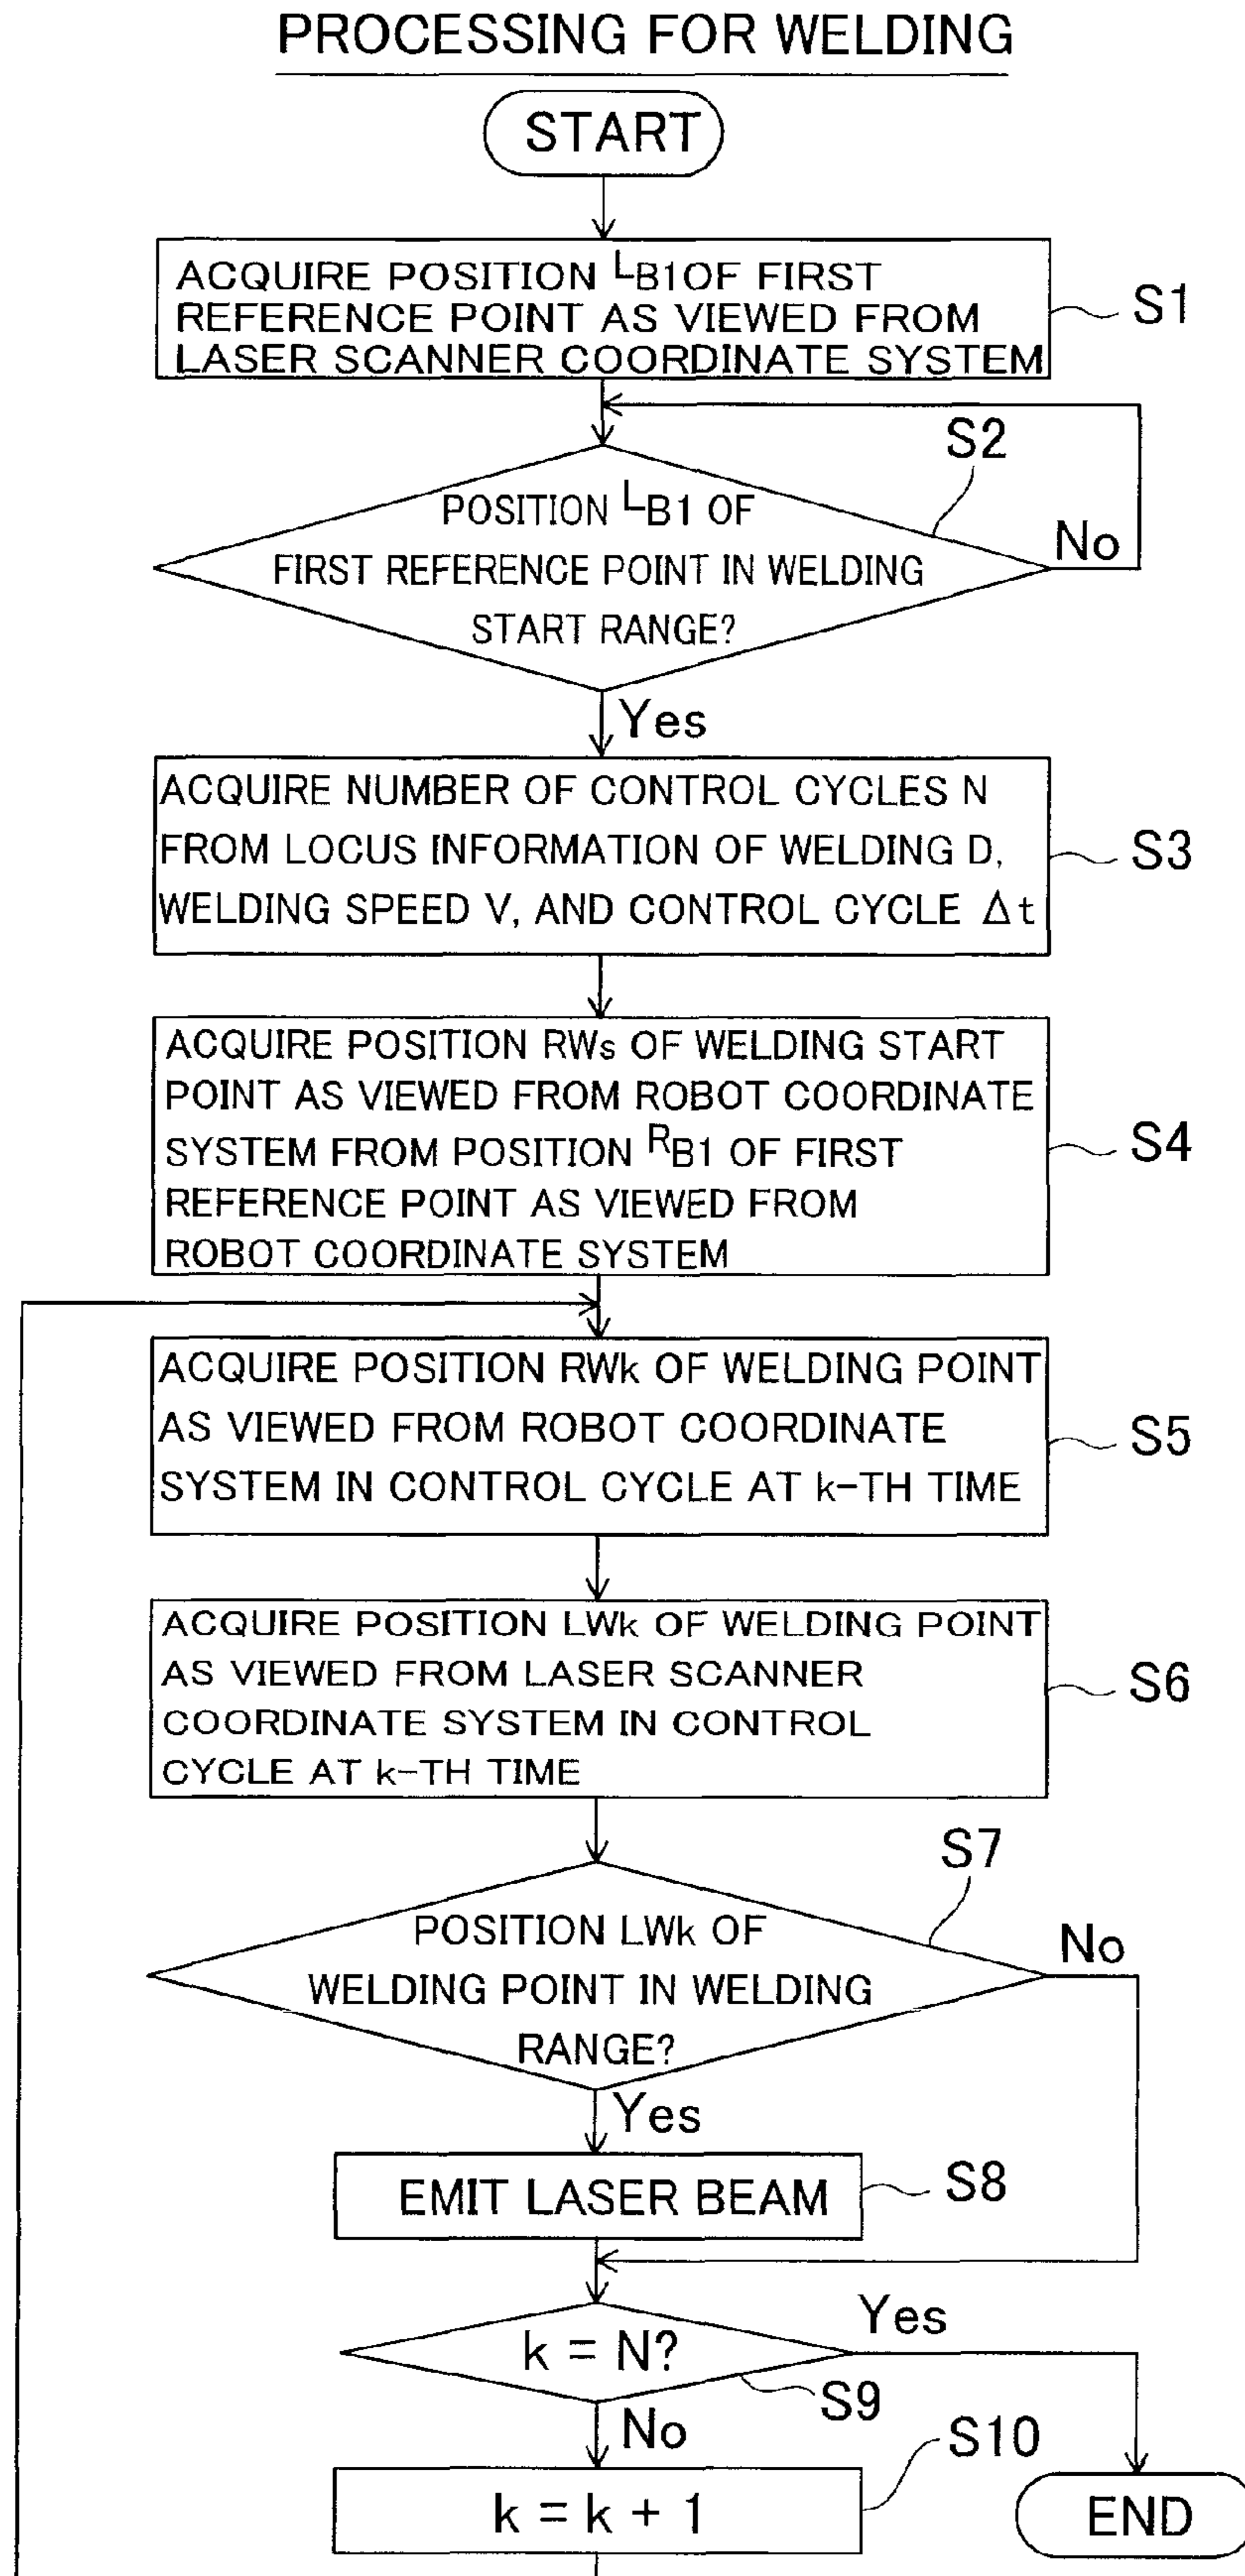 PROCESSING FOR WELDING
START
ACQUIRE POSITION ᴸB1 OF FIRST
REFERENCE POINT AS VIEWED FROM
LASER SCANNER COORDINATE SYSTEM
S1
S2
POSITION ᴸB1 OF
FIRST REFERENCE POINT IN WELDING
START RANGE?
No
Yes
ACQUIRE NUMBER OF CONTROL CYCLES N
FROM LOCUS INFORMATION OF WELDING D,
WELDING SPEED V, AND CONTROL CYCLE Δt
S3
ACQUIRE POSITION RWs OF WELDING START
POINT AS VIEWED FROM ROBOT COORDINATE
SYSTEM FROM POSITION ᴿB1 OF FIRST
REFERENCE POINT AS VIEWED FROM
ROBOT COORDINATE SYSTEM
S4
ACQUIRE POSITION RWk OF WELDING POINT
AS VIEWED FROM ROBOT COORDINATE
SYSTEM IN CONTROL CYCLE AT k-TH TIME
S5
ACQUIRE POSITION LWk OF WELDING POINT
AS VIEWED FROM LASER SCANNER
COORDINATE SYSTEM IN CONTROL
CYCLE AT k-TH TIME
S6
S7
POSITION LWk OF
WELDING POINT IN WELDING
RANGE?
No
Yes
EMIT LASER BEAM
S8
k = N?
Yes
S9
No
S10
k = k + 1
END